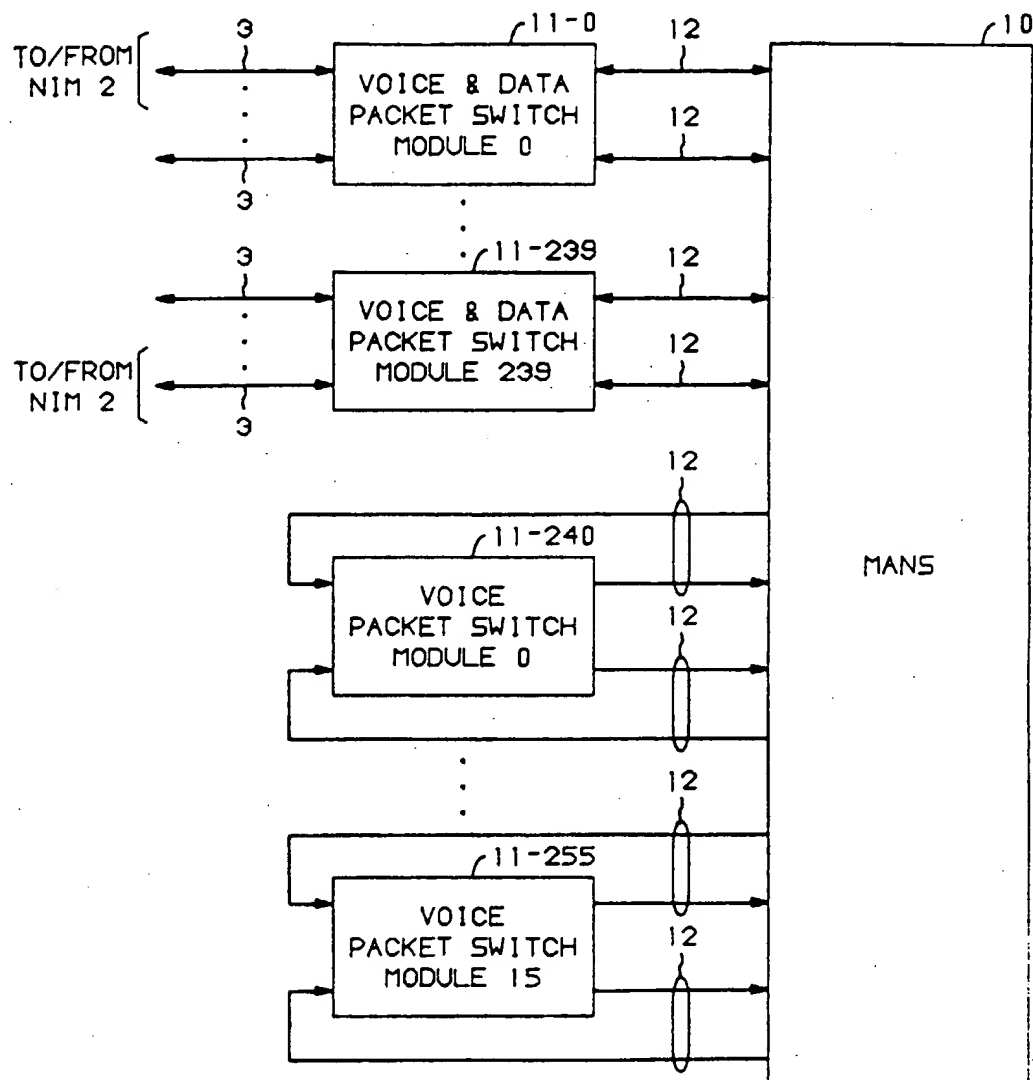 3
11-0
12
10
TO/FROM
NIM 2
VOICE & DATA
PACKET SWITCH
MODULE 0
12
3
3
11-239
12
VOICE & DATA
PACKET SWITCH
MODULE 239
12
TO/FROM
NIM 2
3
12
11-240
VOICE
PACKET SWITCH
MODULE 0
MANS
12
12
11-255
VOICE
PACKET SWITCH
MODULE 15
12